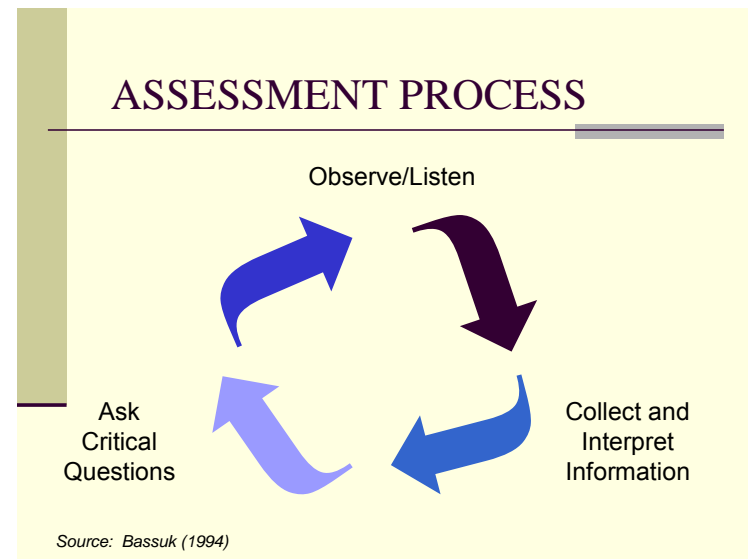 ASSESSMENT PROCESS
Observe/Listen
Ask
Critical
Questions
Collect and
Interpret
Information
Source: Bassuk (1994)